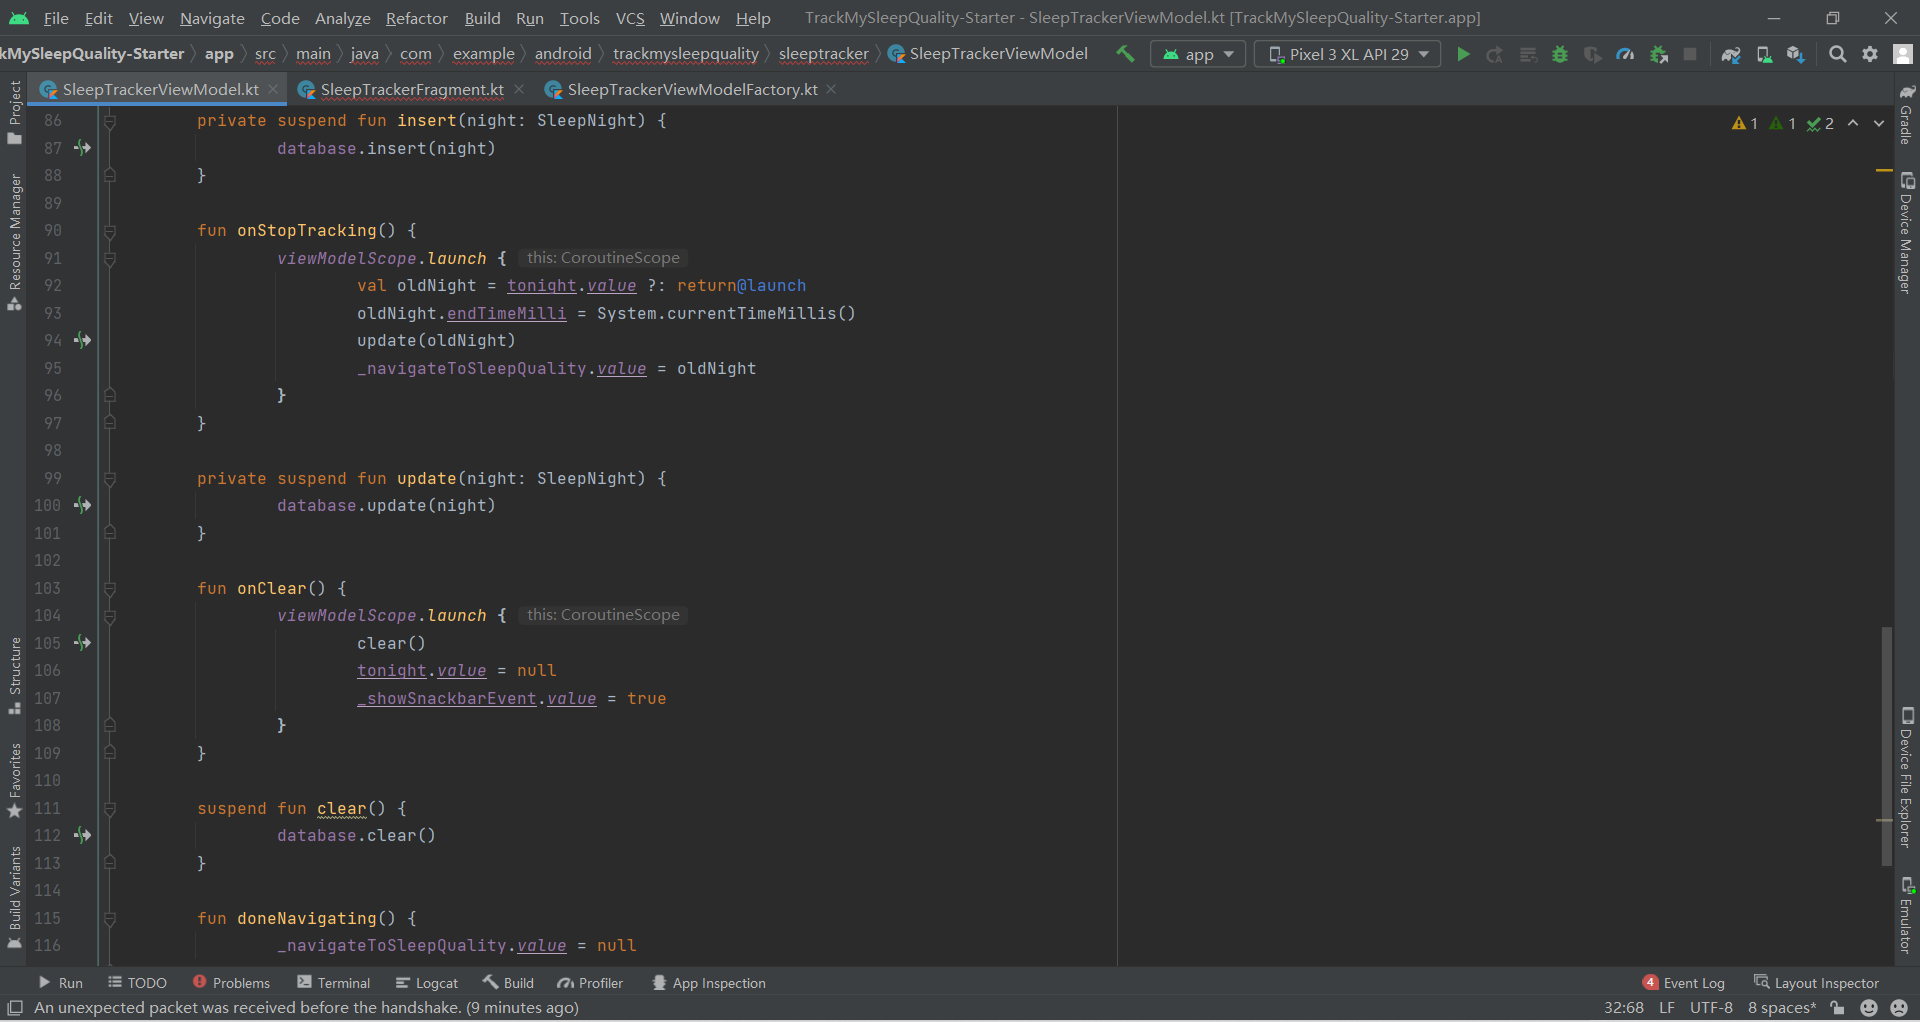 File Edit View Navigate Code Analyze Refactor Build Run Tools VCS Window Help TrackMySleepQuality-Starter - SleepTrackerViewModel.kt [TrackMySleepQuality-Starter.app]
kMySleepQuality-Starter app src main java com example android trackmysleepquality sleeptracker SleepTrackerViewModel app Pixel 3 XL API 29
SleepTrackerViewModel.kt SleepTrackerFragment.kt SleepTrackerViewModelFactory.kt
Project
Resource Manager
Structure
Favorites
Build Variants
1 1 2
86 private suspend fun insert(night: SleepNight) {
87 database.insert(night)
88 }
89
90 fun onStopTracking() {
91 viewModelScope.launch { this: CoroutineScope
92 val oldNight = tonight.value ?: return@launch
93 oldNight.endTimeMilli = System.currentTimeMillis()
94 update(oldNight)
95 _navigateToSleepQuality.value = oldNight
96 }
97 }
98
99 private suspend fun update(night: SleepNight) {
100 database.update(night)
101 }
102
103 fun onClear() {
104 viewModelScope.launch { this: CoroutineScope
105 clear()
106 tonight.value = null
107 _showSnackbarEvent.value = true
108 }
109 }
110
111 suspend fun clear() {
112 database.clear()
113 }
114
115 fun doneNavigating() {
116 _navigateToSleepQuality.value = null
Gradle
Device Manager
Device File Explorer
Emulator
Run TODO Problems Terminal Logcat Build Profiler App Inspection 4 Event Log Layout Inspector
An unexpected packet was received before the handshake. (9 minutes ago) 32:68 LF UTF-8 8 spaces*